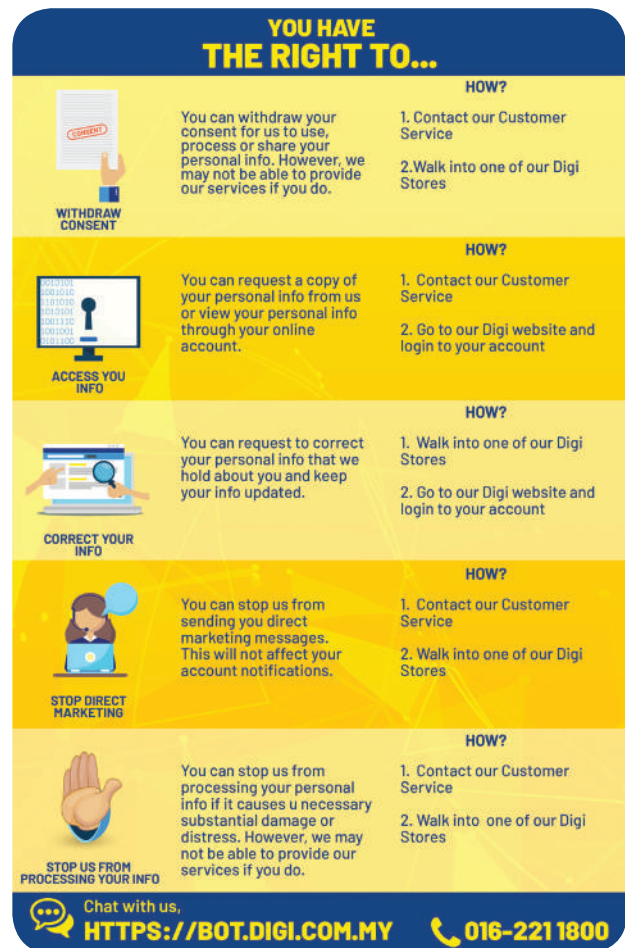 YOU HAVE
THE RIGHT TO...
CONSENT
WITHDRAW
CONSENT
You can withdraw your
consent for us to use,
process or share your
personal info. However, we
may not be able to provide
our services if you do.
HOW?
1. Contact our Customer
Service
2.Walk into one of our Digi
Stores
0010101
1001010
1101010
1010101
1001110
1001001
0101100
ACCESS YOU
INFO
You can request a copy of
your personal info from us
or view your personal info
through your online
account.
HOW?
1. Contact our Customer
Service
2. Go to our Digi website and
login to your account
CORRECT YOUR
INFO
You can request to correct
your personal info that we
hold about you and keep
your info updated.
HOW?
1. Walk into one of our Digi
Stores
2. Go to our Digi website and
login to your account
STOP DIRECT
MARKETING
You can stop us from
sending you direct
marketing messages.
This will not affect your
account notifications.
HOW?
1. Contact our Customer
Service
2. Walk into one of our Digi
Stores
STOP US FROM
PROCESSING YOUR INFO
You can stop us from
processing your personal
info if it causes u necessary
substantial damage or
distress. However, we may
not be able to provide our
services if you do.
HOW?
1. Contact our Customer
Service
2. Walk into one of our Digi
Stores
Chat with us,
HTTPS://BOT.DIGI.COM.MY
016-221 1800